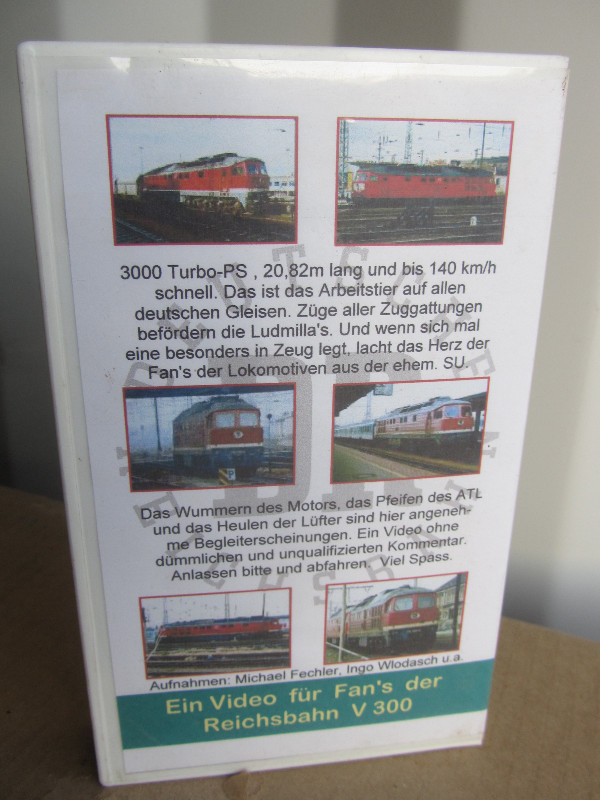 3000 Turbo-PS , 20,82m lang und bis 140 km/h
schnell. Das ist das Arbeitstier auf allen
deutschen Gleisen. Züge aller Zuggattungen
befördern die Ludmilla's. Und wenn sich mal
eine besonders in Zeug legt, lacht das Herz der
Fan's der Lokomotiven aus der ehem. SU.
DEUTSCHE
DR
REICHSBAHN
Das Wummern des Motors, das Pfeifen des ATL
und das Heulen der Lüfter sind hier angeneh-
me Begleiterscheinungen. Ein Video ohne
dümmlichen und unqualifizierten Kommentar.
Anlassen bitte und abfahren. Viel Spass.
P
Aufnahmen: Michael Fechler, Ingo Wlodasch u.a.
Ein Video für Fan's der
Reichsbahn V 300